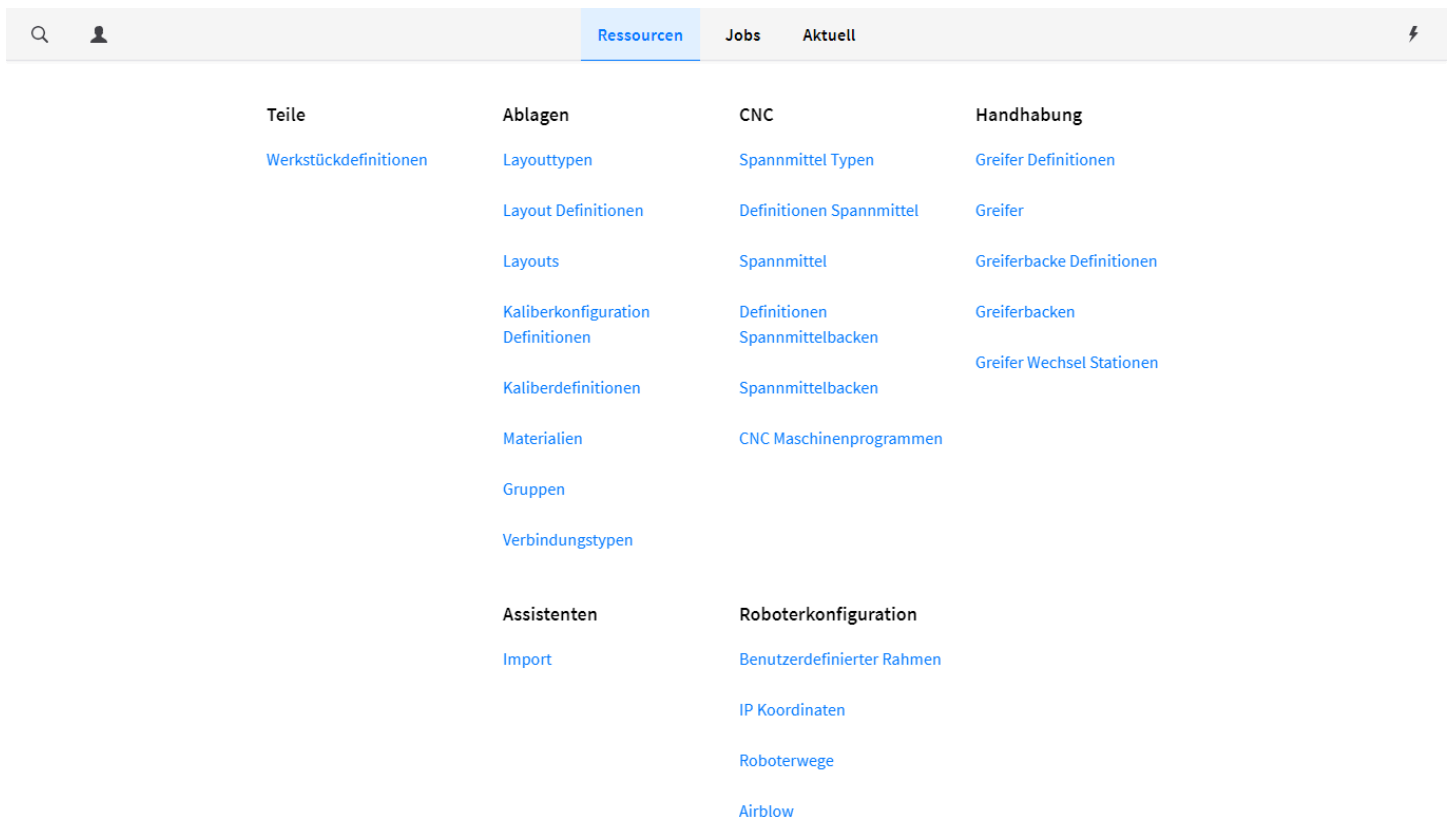 Ressourcen Jobs Aktuell
Teile
Werkstückdefinitionen
Ablagen
Layouttypen
Layout Definitionen
Layouts
Kaliberkonfiguration
Definitionen
Kaliberdefinitionen
Materialien
Gruppen
Verbindungstypen
CNC
Spannmittel Typen
Definitionen Spannmittel
Spannmittel
Definitionen
Spannmittelbacken
Spannmittelbacken
CNC Maschinenprogrammen
Handhabung
Greifer Definitionen
Greifer
Greiferbacke Definitionen
Greiferbacken
Greifer Wechsel Stationen
Assistenten
Import
Roboterkonfiguration
Benutzerdefinierter Rahmen
IP Koordinaten
Roboterwege
Airblow